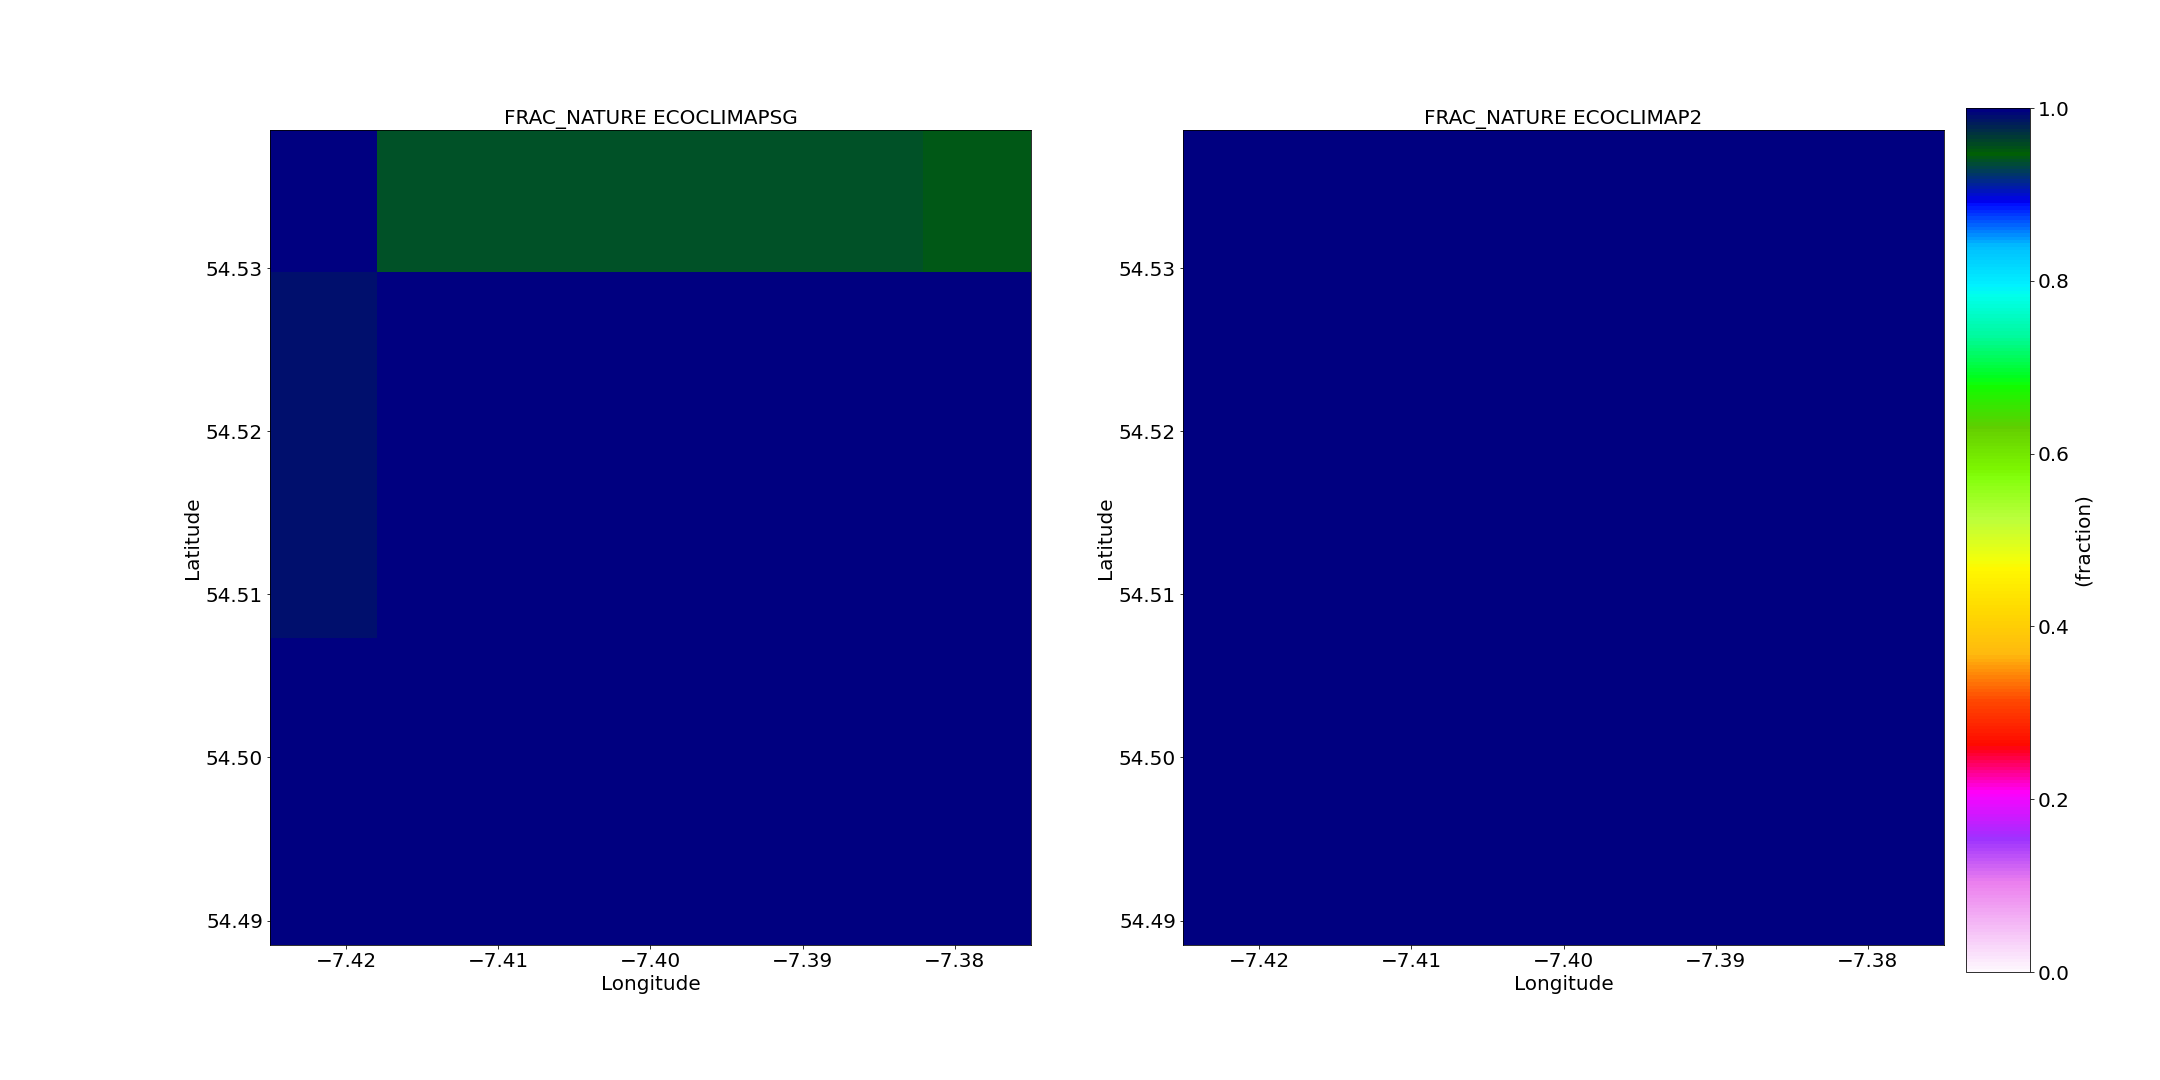 FRAC_NATURE ECOCLIMAPSG
54.53
54.52
54.51
54.50
54.49
Latitude
−7.42 −7.41 −7.40 −7.39 −7.38
Longitude
FRAC_NATURE ECOCLIMAP2
54.53
54.52
54.51
54.50
54.49
Latitude
−7.42 −7.41 −7.40 −7.39 −7.38
Longitude
1.0
0.8
0.6
0.4
0.2
0.0
(fraction)